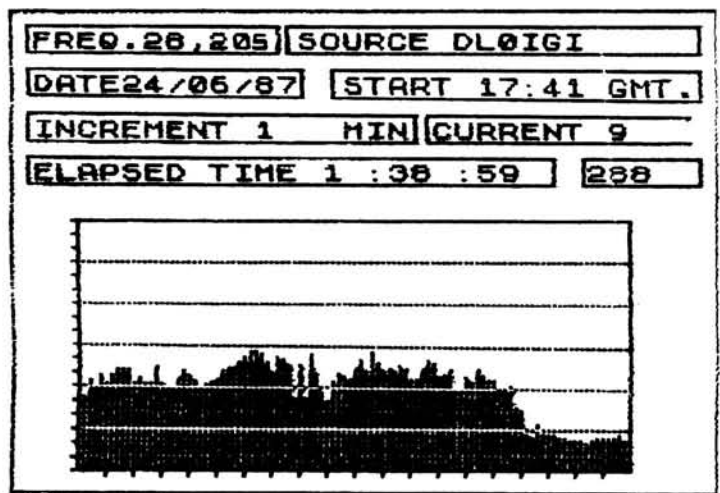 FREQ.28,205 SOURCE DL0IGI
DATE24/06/87 START 17:41 GMT.
INCREMENT 1 MIN CURRENT 9
ELAPSED TIME 1 :38 :59 288